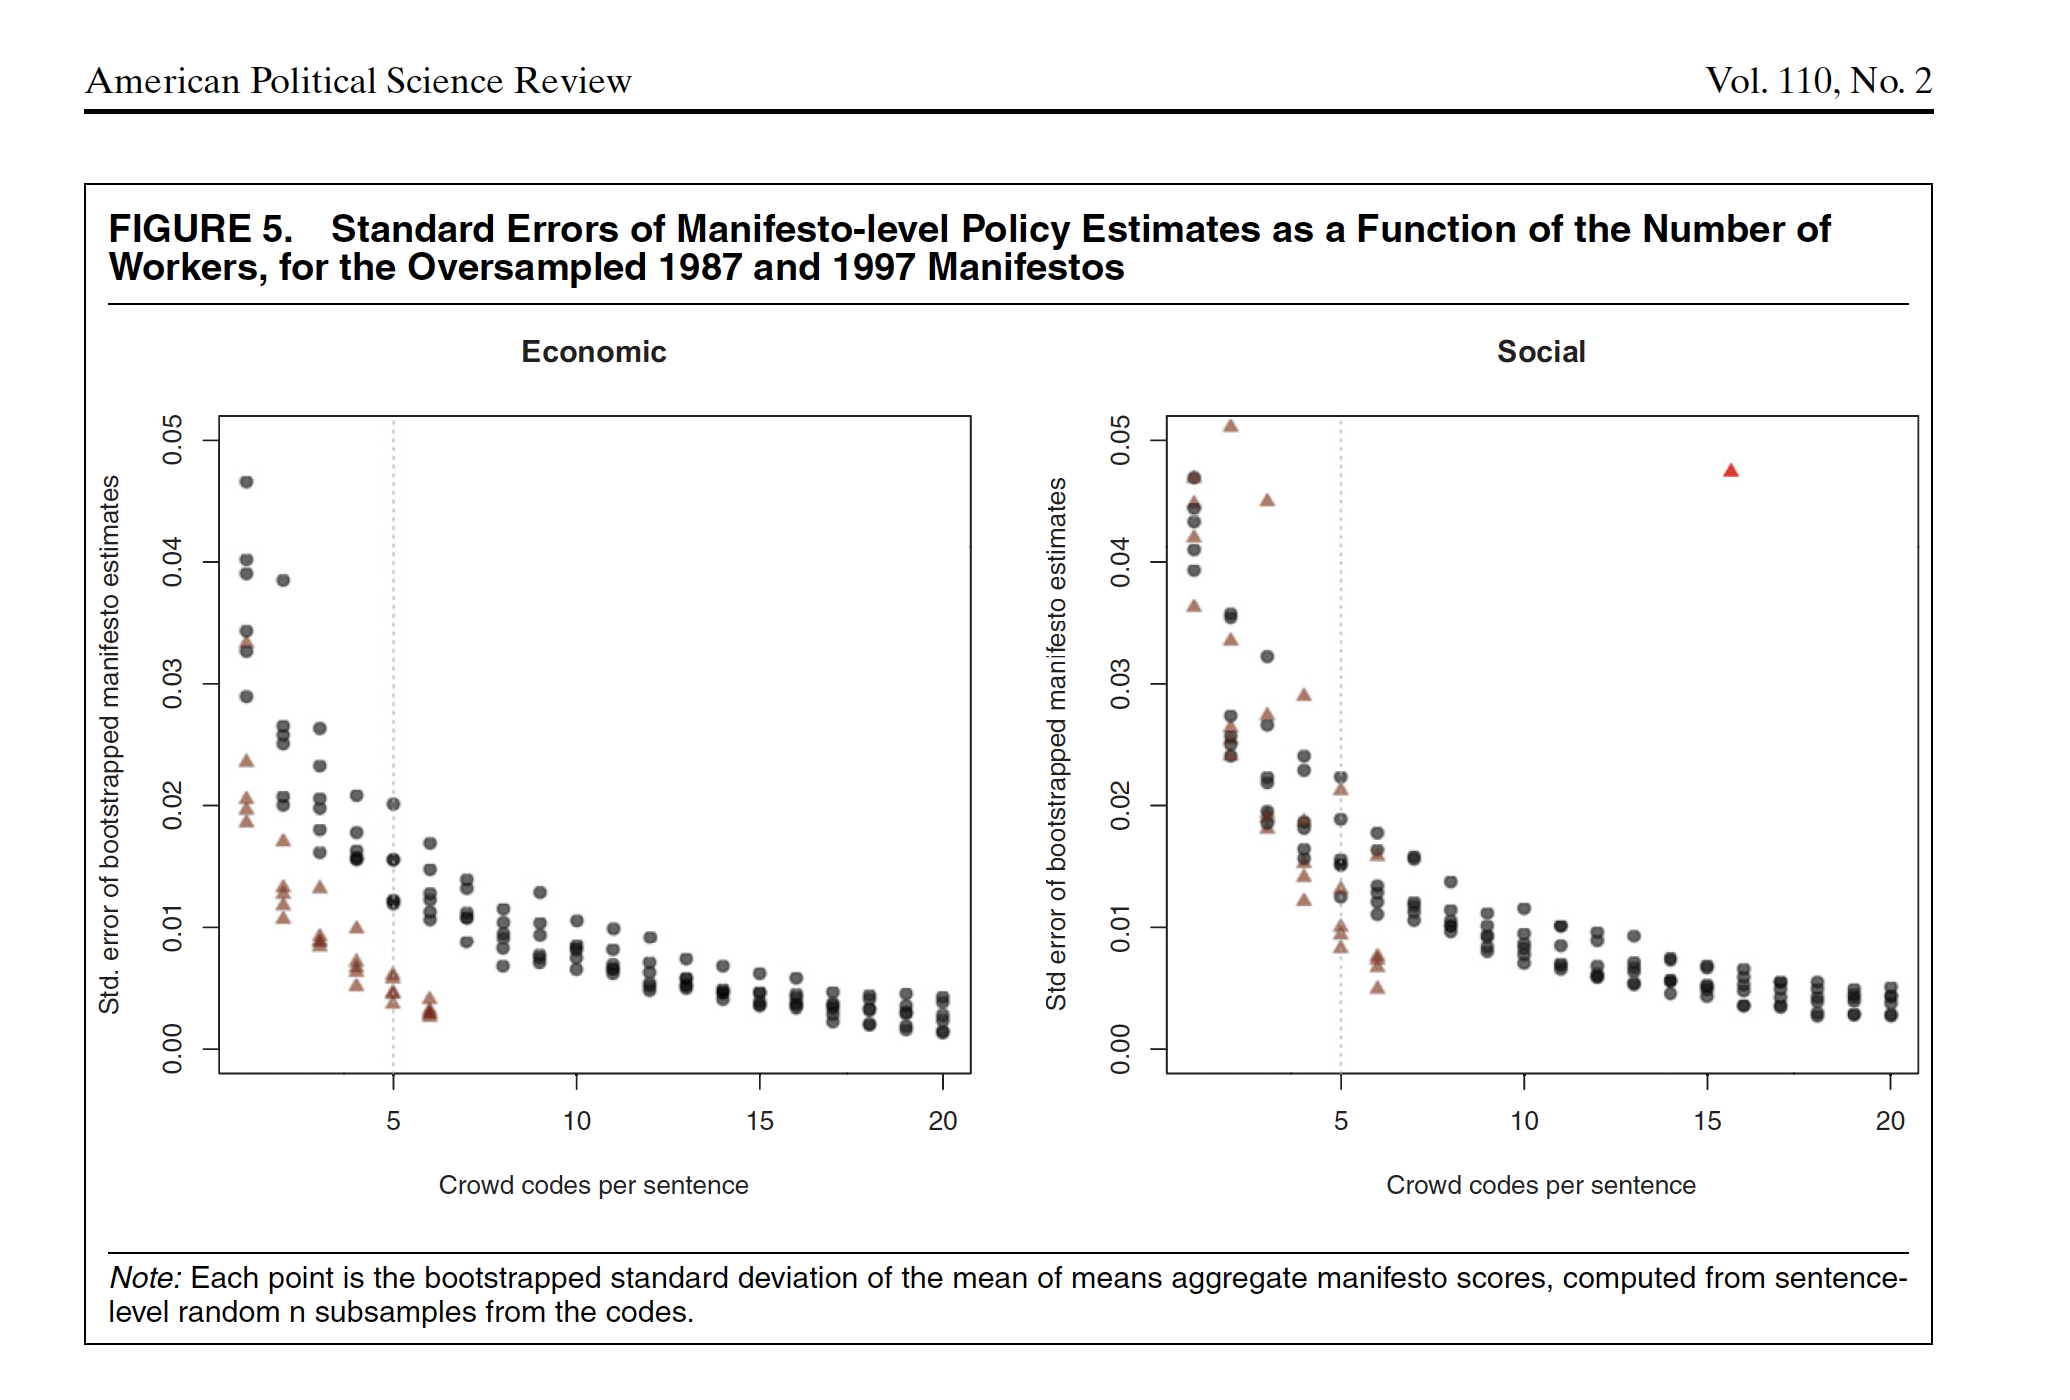 American Political Science Review
Vol. 110, No. 2
FIGURE 5. Standard Errors of Manifesto-level Policy Estimates as a Function of the Number of
Workers, for the Oversampled 1987 and 1997 Manifestos
Economic
Std. error of bootstrapped manifesto estimates
0.05
0.04
0.03
0.02
0.01
0.00
5 10 15 20
Crowd codes per sentence
Social
Std error of bootstrapped manifesto estimates
0.05
0.04
0.03
0.02
0.01
0.00
5 10 15 20
Crowd codes per sentence
Note: Each point is the bootstrapped standard deviation of the mean of means aggregate manifesto scores, computed from sentence-
level random n subsamples from the codes.